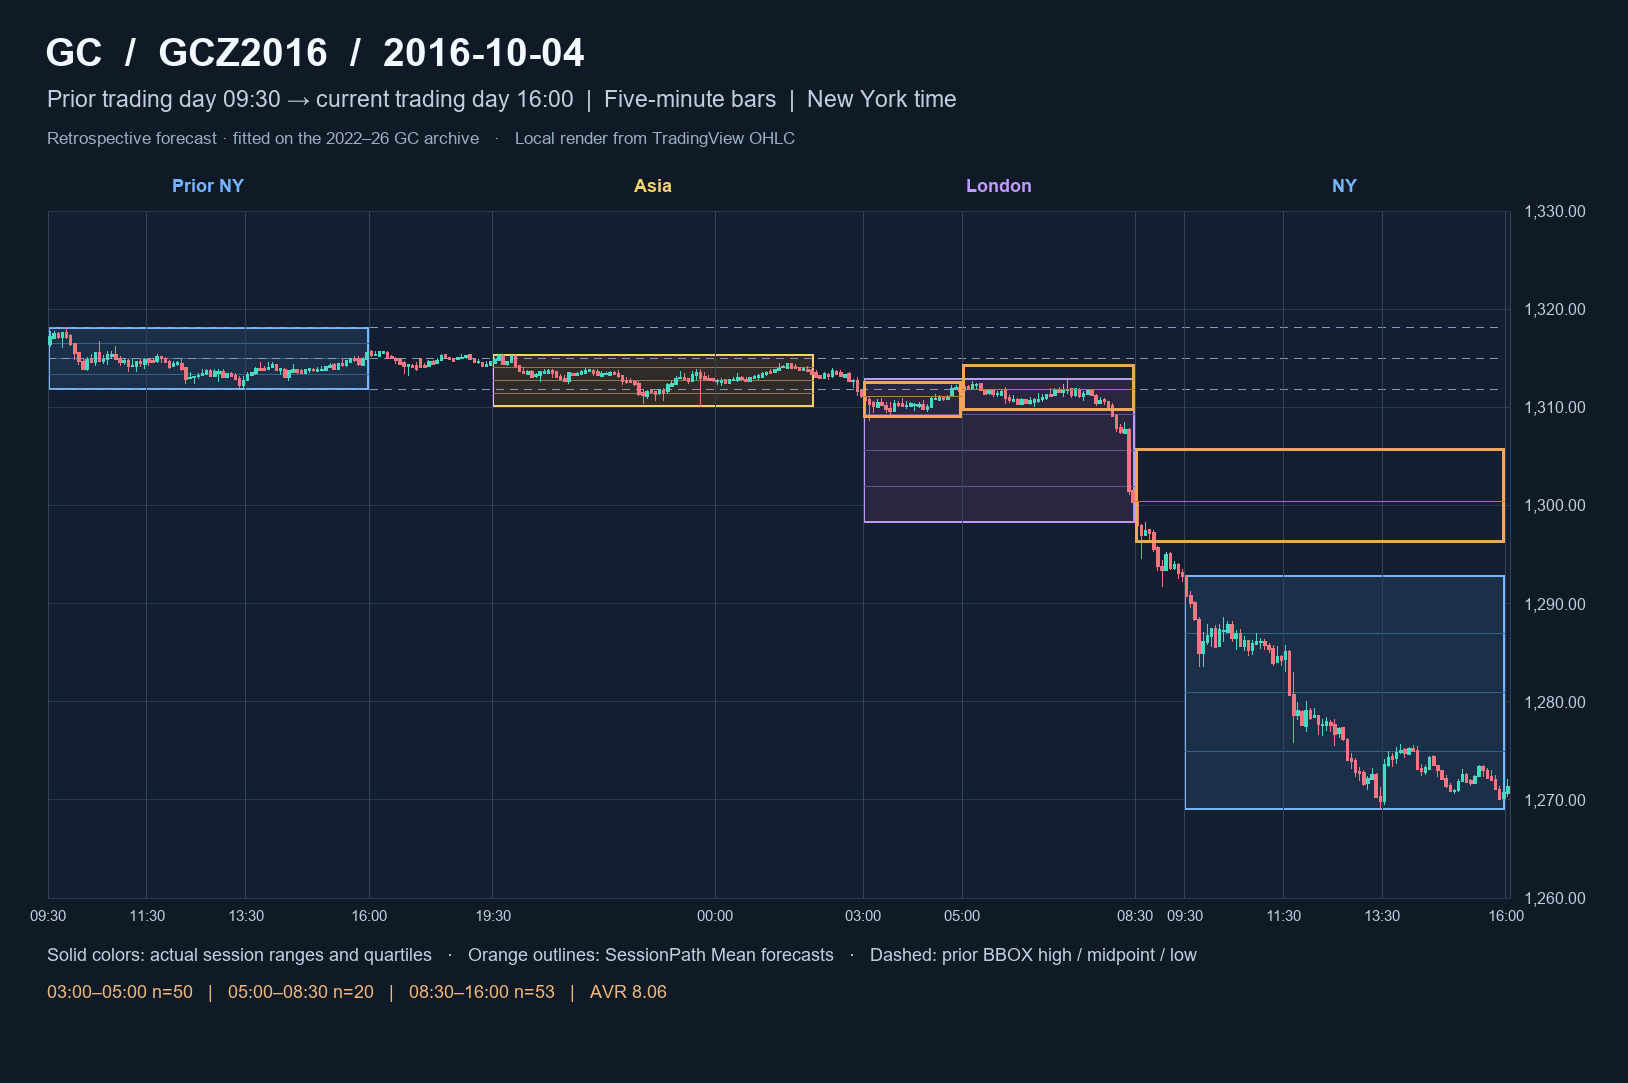 GC / GCZ2016 / 2016-10-04
Prior trading day 09:30 → current trading day 16:00 | Five-minute bars | New York time
Retrospective forecast · fitted on the 2022–26 GC archive · Local render from TradingView OHLC
Prior NY Asia London NY
1,330.00
1,320.00
1,310.00
1,300.00
1,290.00
1,280.00
1,270.00
1,260.00
09:30 11:30 13:30 16:00 19:30 00:00 03:00 05:00 08:30 09:30 11:30 13:30 16:00
Solid colors: actual session ranges and quartiles · Orange outlines: SessionPath Mean forecasts · Dashed: prior BBOX high / midpoint / low
03:00–05:00 n=50 | 05:00–08:30 n=20 | 08:30–16:00 n=53 | AVR 8.06